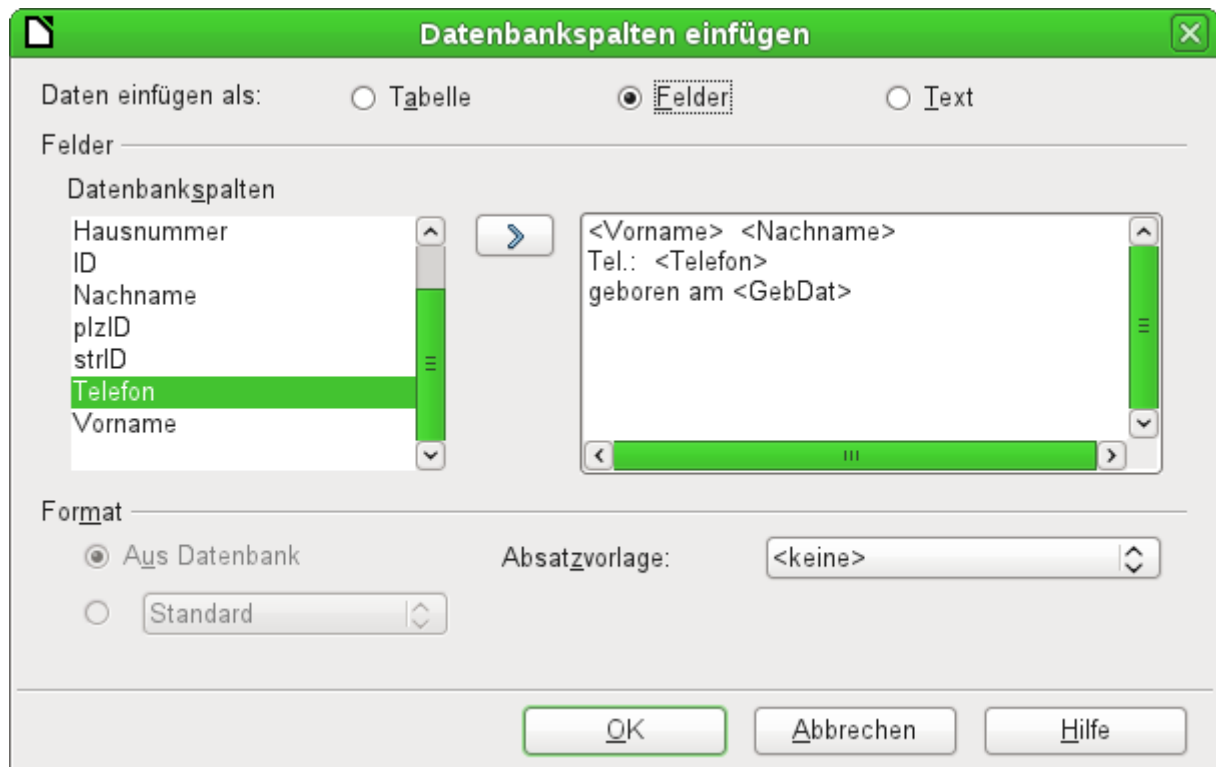 Datenbankspalten einfügen
Daten einfügen als: Tabelle Felder Text
Felder
Datenbankspalten
Hausnummer
ID
Nachname
plzID
strID
Telefon
Vorname
<Vorname> <Nachname>
Tel.: <Telefon>
geboren am <GebDat>
Format
Aus Datenbank Absatzvorlage: <keine>
Standard
OK Abbrechen Hilfe